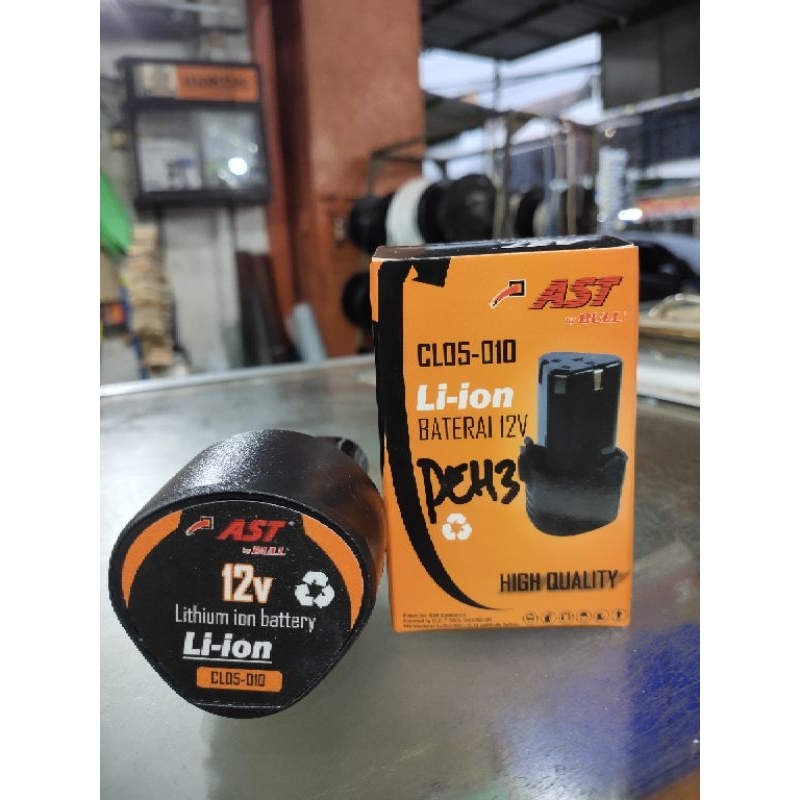 AST
by BULL
CL05-010
Li-ion
BATERAI 12V
DEH3
HIGH QUALITY
AST
by BULL
12v
Lithium ion battery
Li-ion
CL05-010